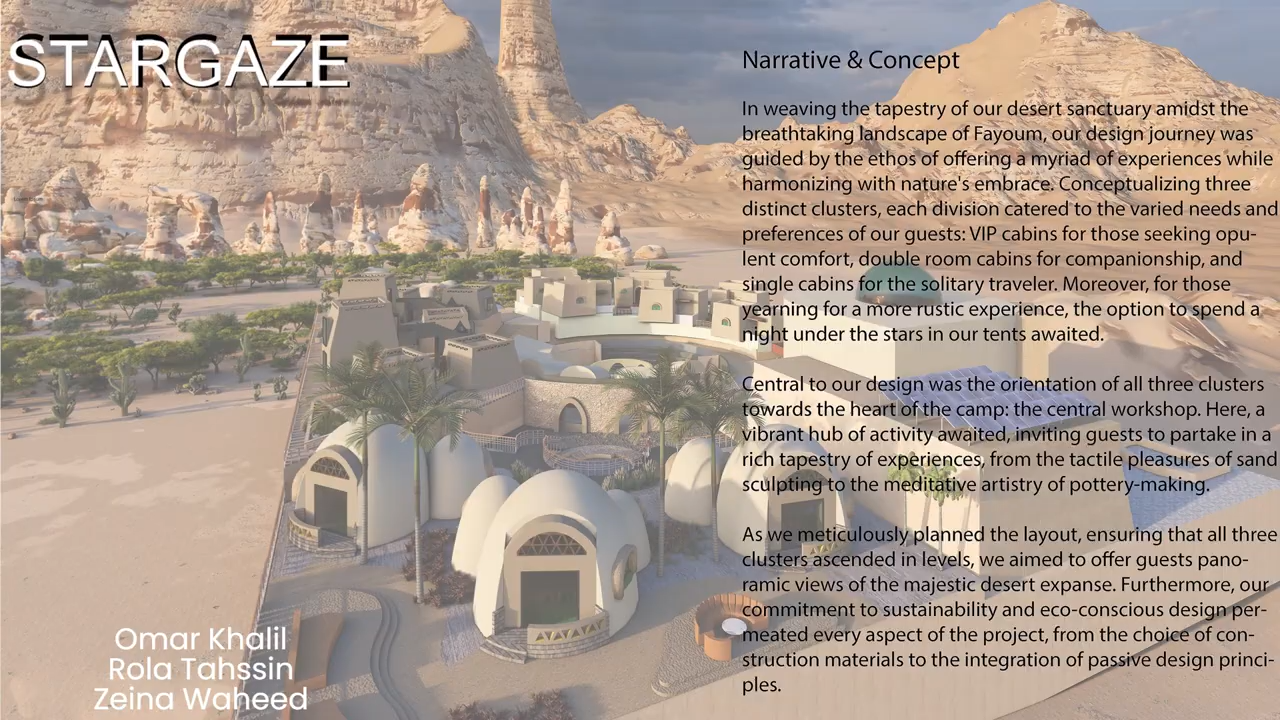 STARGAZE
Narrative & Concept
In weaving the tapestry of our desert sanctuary amidst the
breathtaking landscape of Fayoum, our design journey was
guided by the ethos of offering a myriad of experiences while
harmonizing with nature's embrace. Conceptualizing three
distinct clusters, each division catered to the varied needs and
preferences of our guests: VIP cabins for those seeking opu-
lent comfort, double room cabins for companionship, and
single cabins for the solitary traveler. Moreover, for those
yearning for a more rustic experience, the option to spend a
night under the stars in our tents awaited.
Central to our design was the orientation of all three clusters
towards the heart of the camp: the central workshop. Here, a
vibrant hub of activity awaited, inviting guests to partake in a
rich tapestry of experiences, from the tactile pleasures of sand
sculpting to the meditative artistry of pottery-making.
As we meticulously planned the layout, ensuring that all three
clusters ascended in levels, we aimed to offer guests pano-
ramic views of the majestic desert expanse. Furthermore, our
commitment to sustainability and eco-conscious design per-
meated every aspect of the project, from the choice of con-
struction materials to the integration of passive design princi-
ples.
Omar Khalil
Rola Tahssin
Zeina Waheed